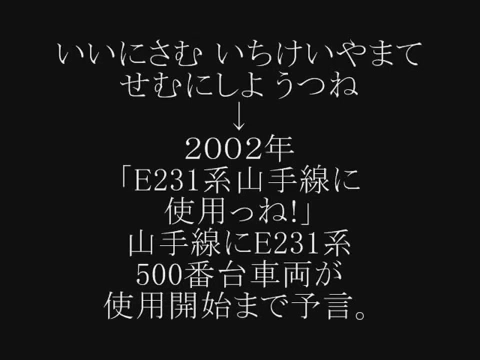 いいにさむ いちけいやまて
せむにしよ うつね
↓
2002年
「E231系山手線に
使用っね!」
山手線にE231系
500番台車両が
使用開始まで予言。